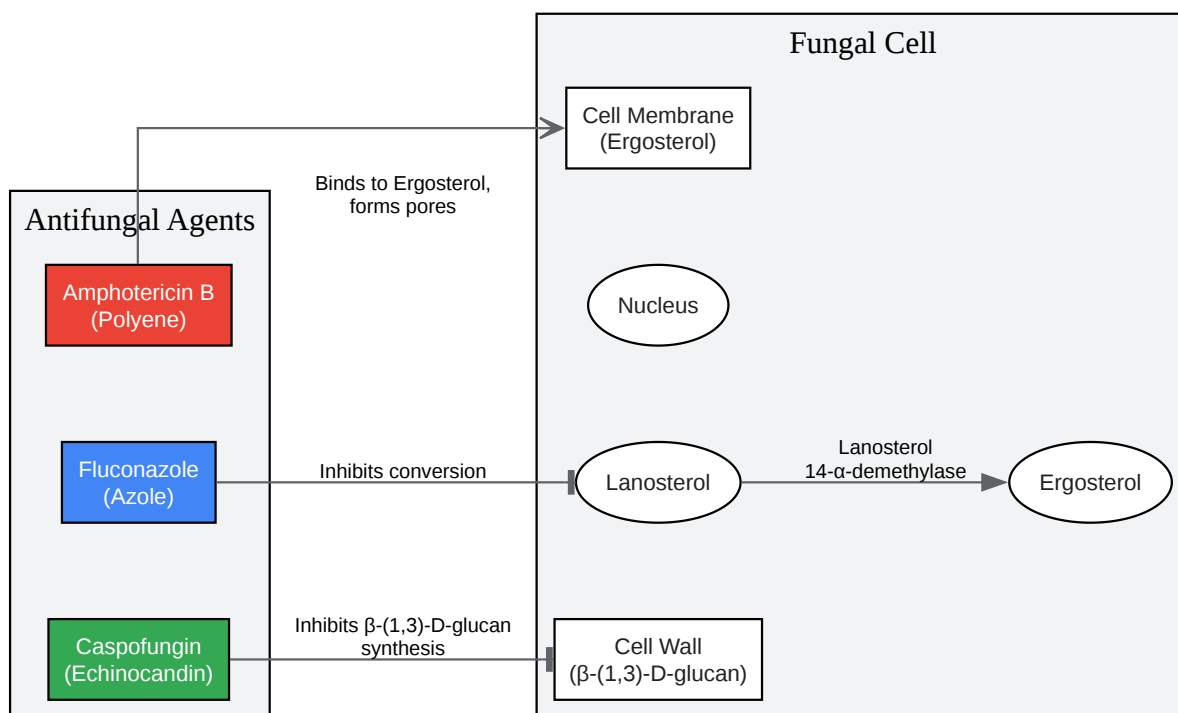 Fungal Cell
Cell Membrane
(Ergosterol)
Binds to Ergosterol,
forms pores
Antifungal Agents
Amphotericin B
(Polyene)
Nucleus
Fluconazole
(Azole)
Inhibits conversion
Lanosterol
Lanosterol
14-α-demethylase
Ergosterol
Caspofungin
(Echinocandin)
Inhibits β-(1,3)-D-glucan
synthesis
Cell Wall
(β-(1,3)-D-glucan)